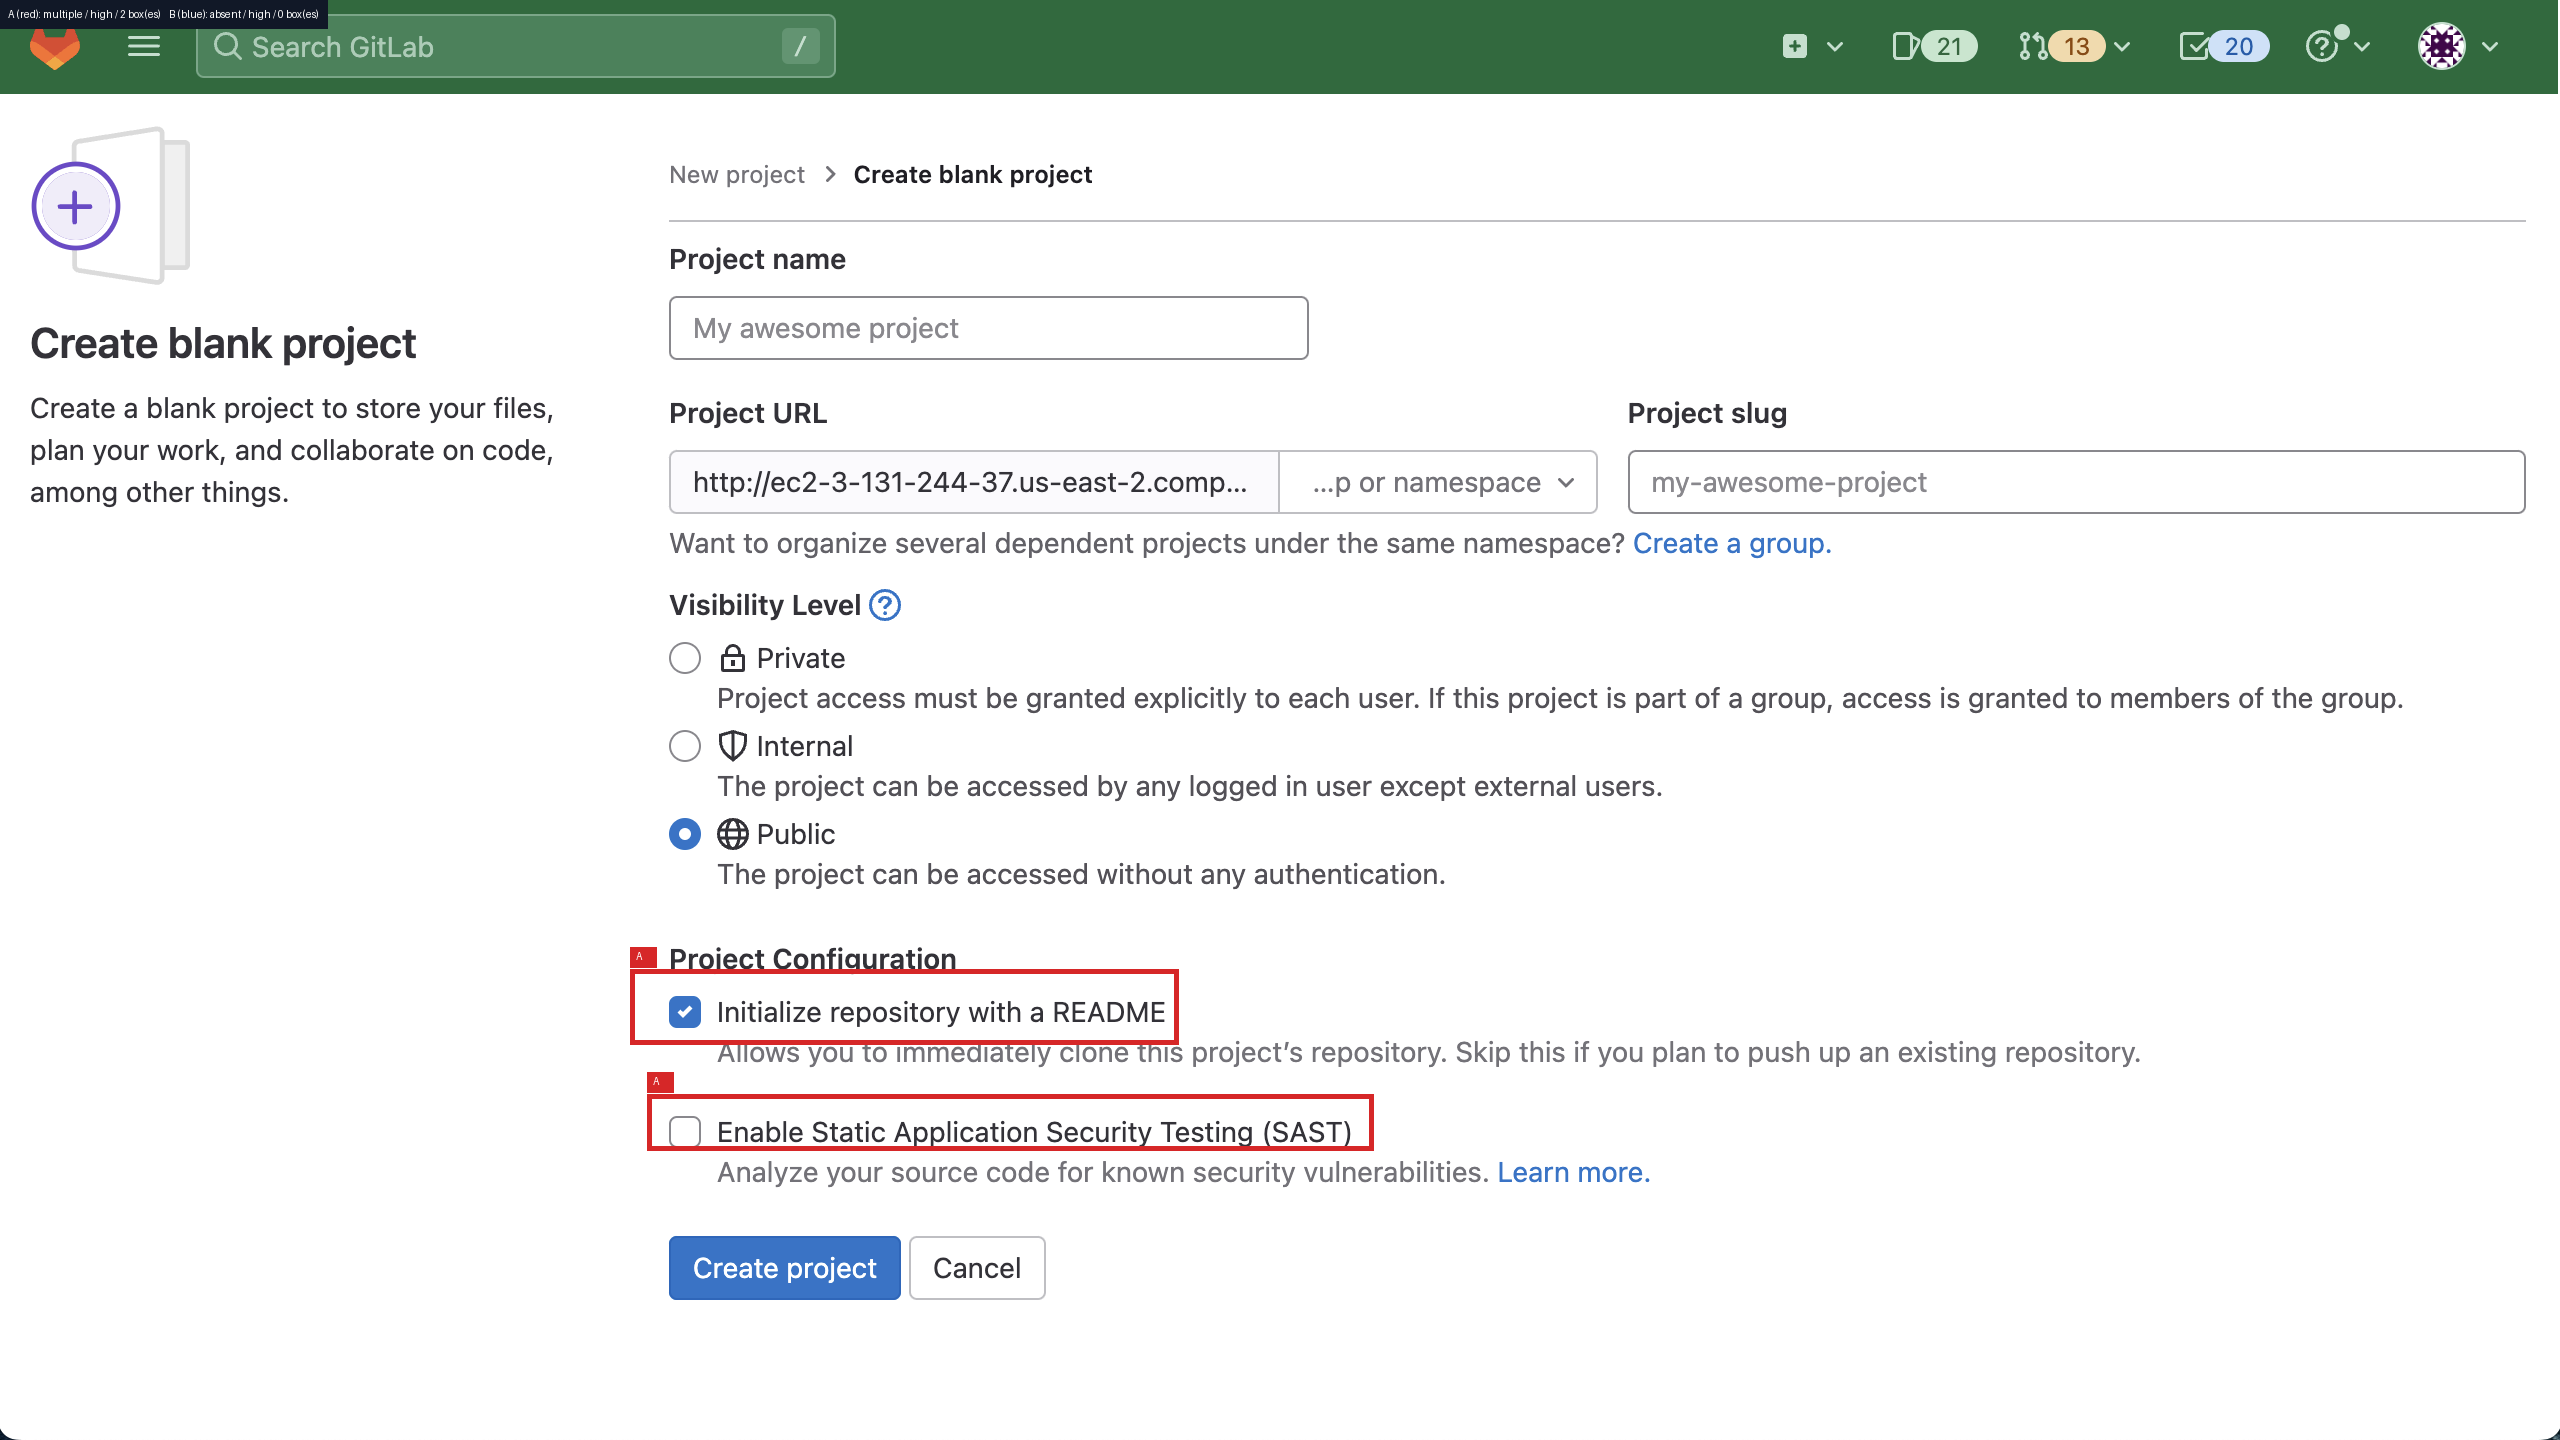 A (red): multiple / high / 2 box(es) B (blue): absent / high / 0 box(es)
Search GitLab /
21
13
20
New project > Create blank project
Create blank project
Create a blank project to store your files,
plan your work, and collaborate on code,
among other things.
Project name
My awesome project
Project URL
Project slug
http://ec2-3-131-244-37.us-east-2.comp...
...p or namespace
my-awesome-project
Want to organize several dependent projects under the same namespace? Create a group.
Visibility Level ?
Private
Project access must be granted explicitly to each user. If this project is part of a group, access is granted to members of the group.
Internal
The project can be accessed by any logged in user except external users.
Public
The project can be accessed without any authentication.
A
Project Configuration
Initialize repository with a README
Allows you to immediately clone this project's repository. Skip this if you plan to push up an existing repository.
A
Enable Static Application Security Testing (SAST)
Analyze your source code for known security vulnerabilities. Learn more.
Create project
Cancel